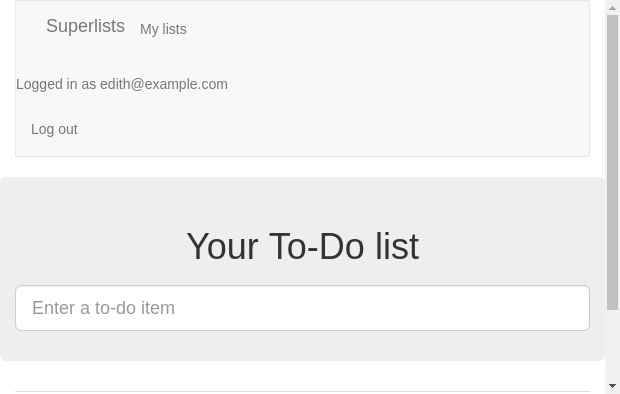 Superlists My lists
Logged in as edith@example.com
Log out
Your To-Do list
Enter a to-do item